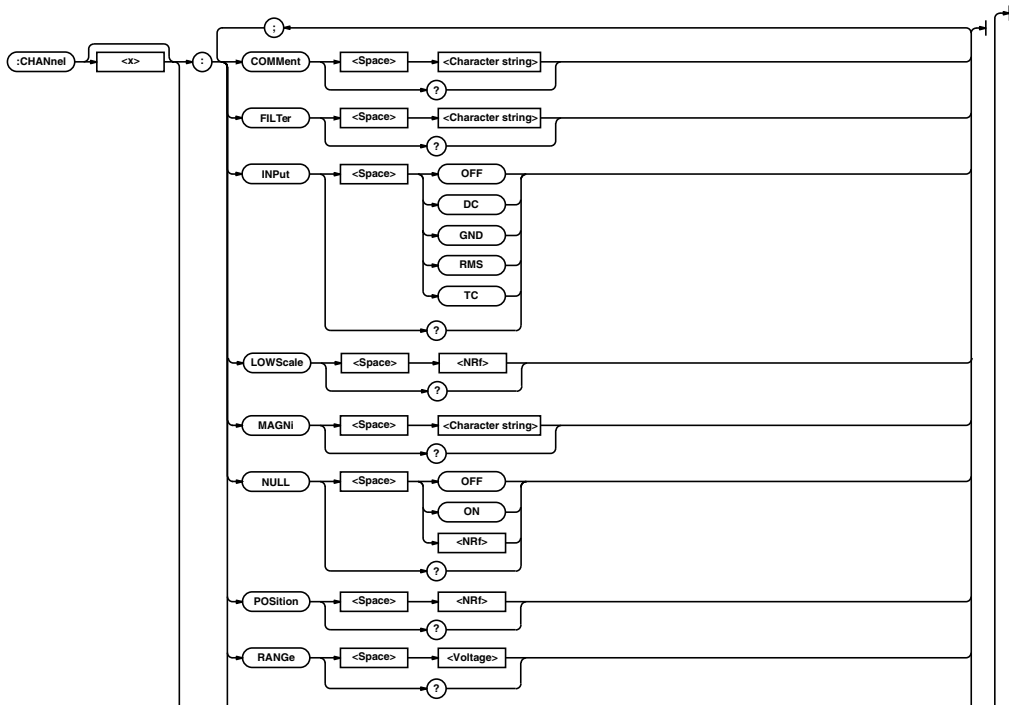 ;
:CHANnel <x> : COMMent <Space> <Character string>
?
FILTer <Space> <Character string>
?
INPut <Space> OFF
DC
GND
RMS
TC
?
LOWScale <Space> <NRf>
?
MAGNi <Space> <Character string>
?
NULL <Space> OFF
ON
<NRf>
?
POSition <Space> <NRf>
?
RANGe <Space> <Voltage>
?